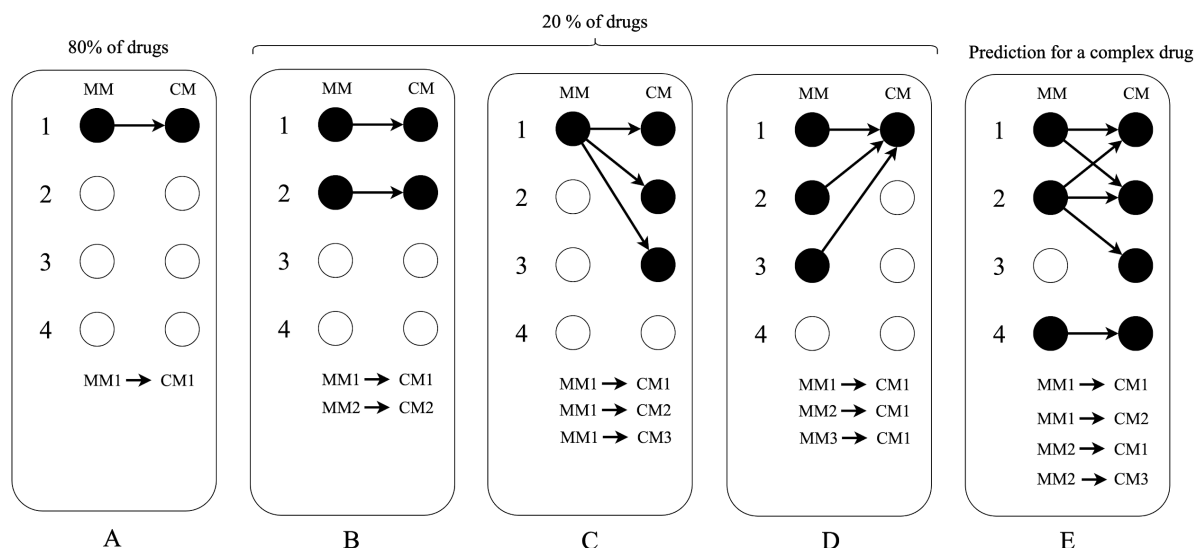 20 % of drugs
80% of drugs
Prediction for a complex drug
MM CM
1
2
3
4
MM1 → CM1
A
MM CM
1
2
3
4
MM1 → CM1
MM2 → CM2
B
MM CM
1
2
3
4
MM1 → CM1
MM1 → CM2
MM1 → CM3
C
MM CM
1
2
3
4
MM1 → CM1
MM2 → CM1
MM3 → CM1
D
MM CM
1
2
3
4
MM1 → CM1
MM1 → CM2
MM2 → CM1
MM2 → CM3
E